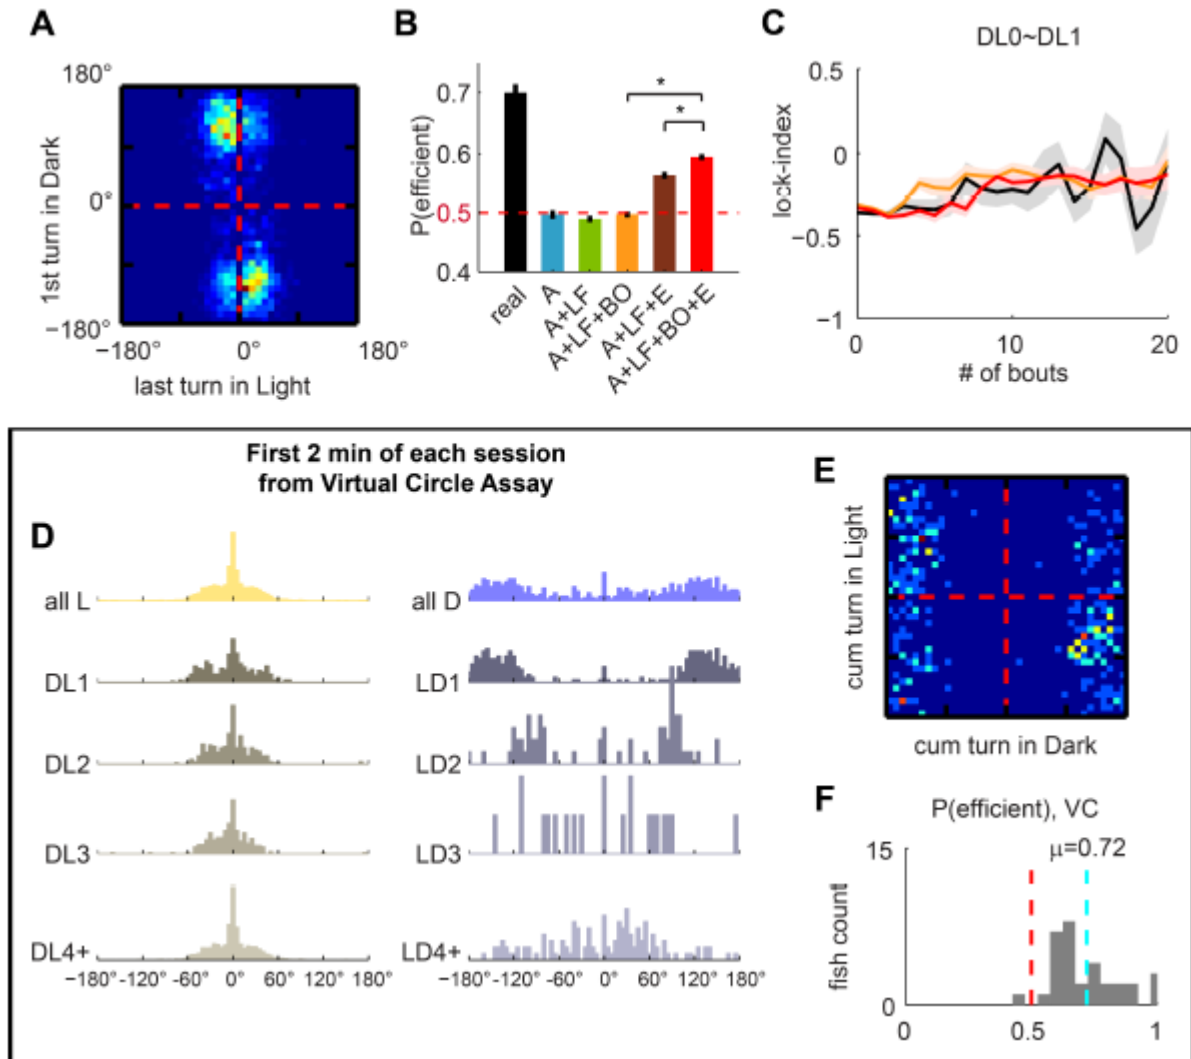 A
180°
0°
−180°
1st turn in Dark
−180°
0°
180°
last turn in Light
B
0.7
0.6
0.5
0.4
P(efficient)
*
*
real
A
A+LF
A+LF+BO
A+LF+E
A+LF+BO+E
C
DL0~DL1
0.5
0
−0.5
−1
lock-index
0
10
20
# of bouts
First 2 min of each session
from Virtual Circle Assay
D
all L
DL1
DL2
DL3
DL4+
−180°
−120
-60
0°
60
120
180°
all D
LD1
LD2
LD3
LD4+
−180°
−120
-60
0°
60
120
180°
E
cum turn in Light
cum turn in Dark
F
P(efficient), VC
μ=0.72
15
0
fish count
0
0.5
1